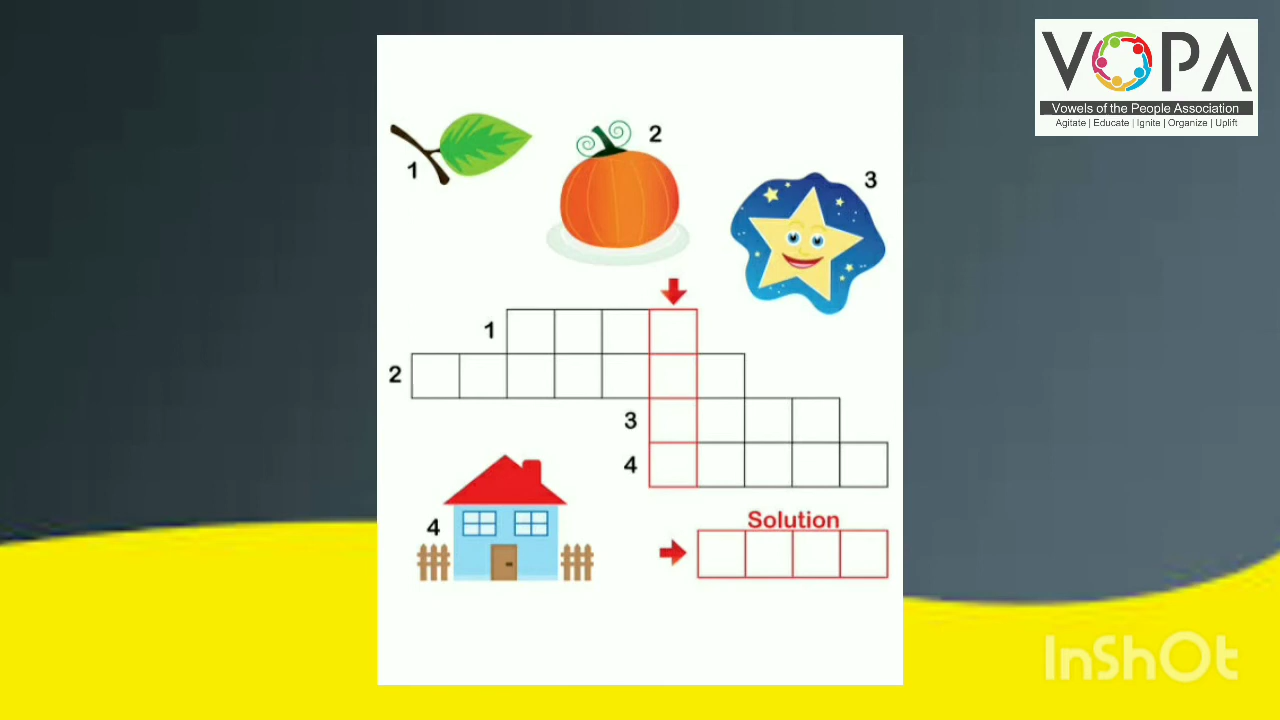 VOPA
Vowels of the People Association
Agitate | Educate | Ignite | Organize | Uplift
1
2
3
1
2
3
4
4
Solution
InShOt